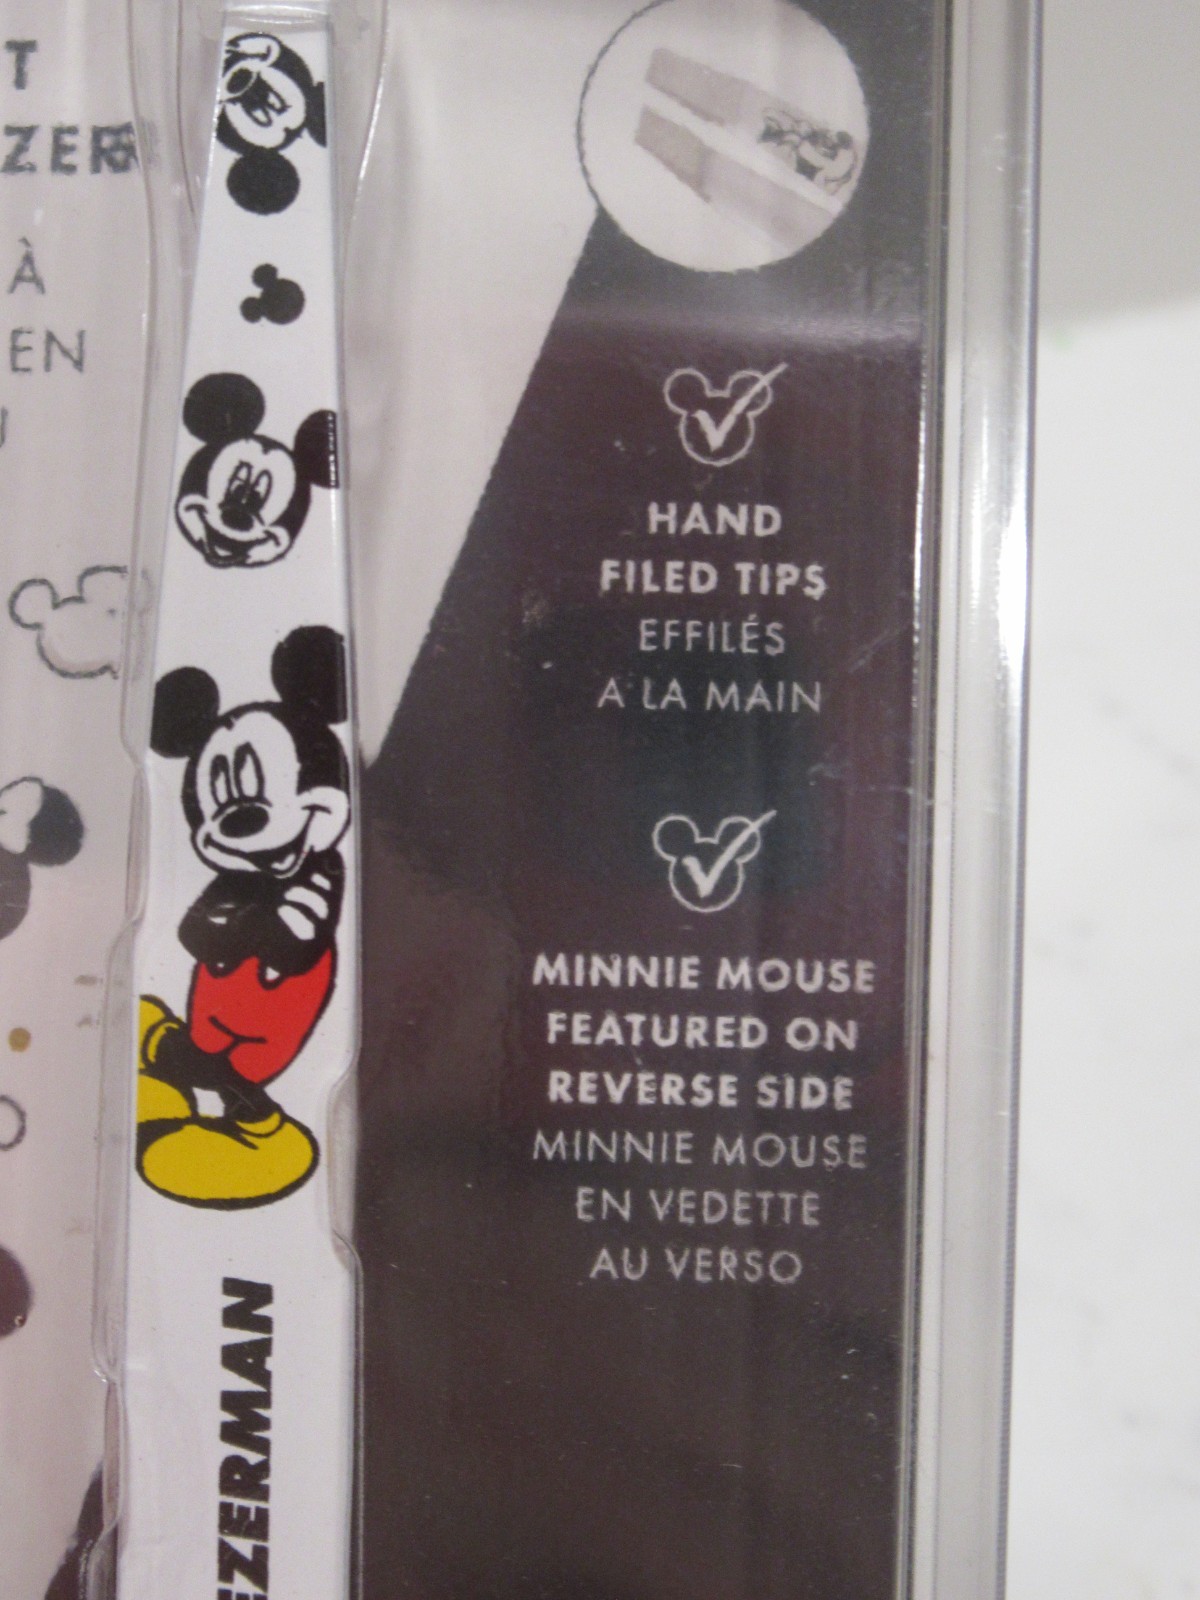 T
ZER
À
EN
HAND
FILED TIPS
EFFILÉS
A LA MAIN
MINNIE MOUSE
FEATURED ON
REVERSE SIDE
MINNIE MOUSE
EN VEDETTE
AU VERSO
EZERMAN